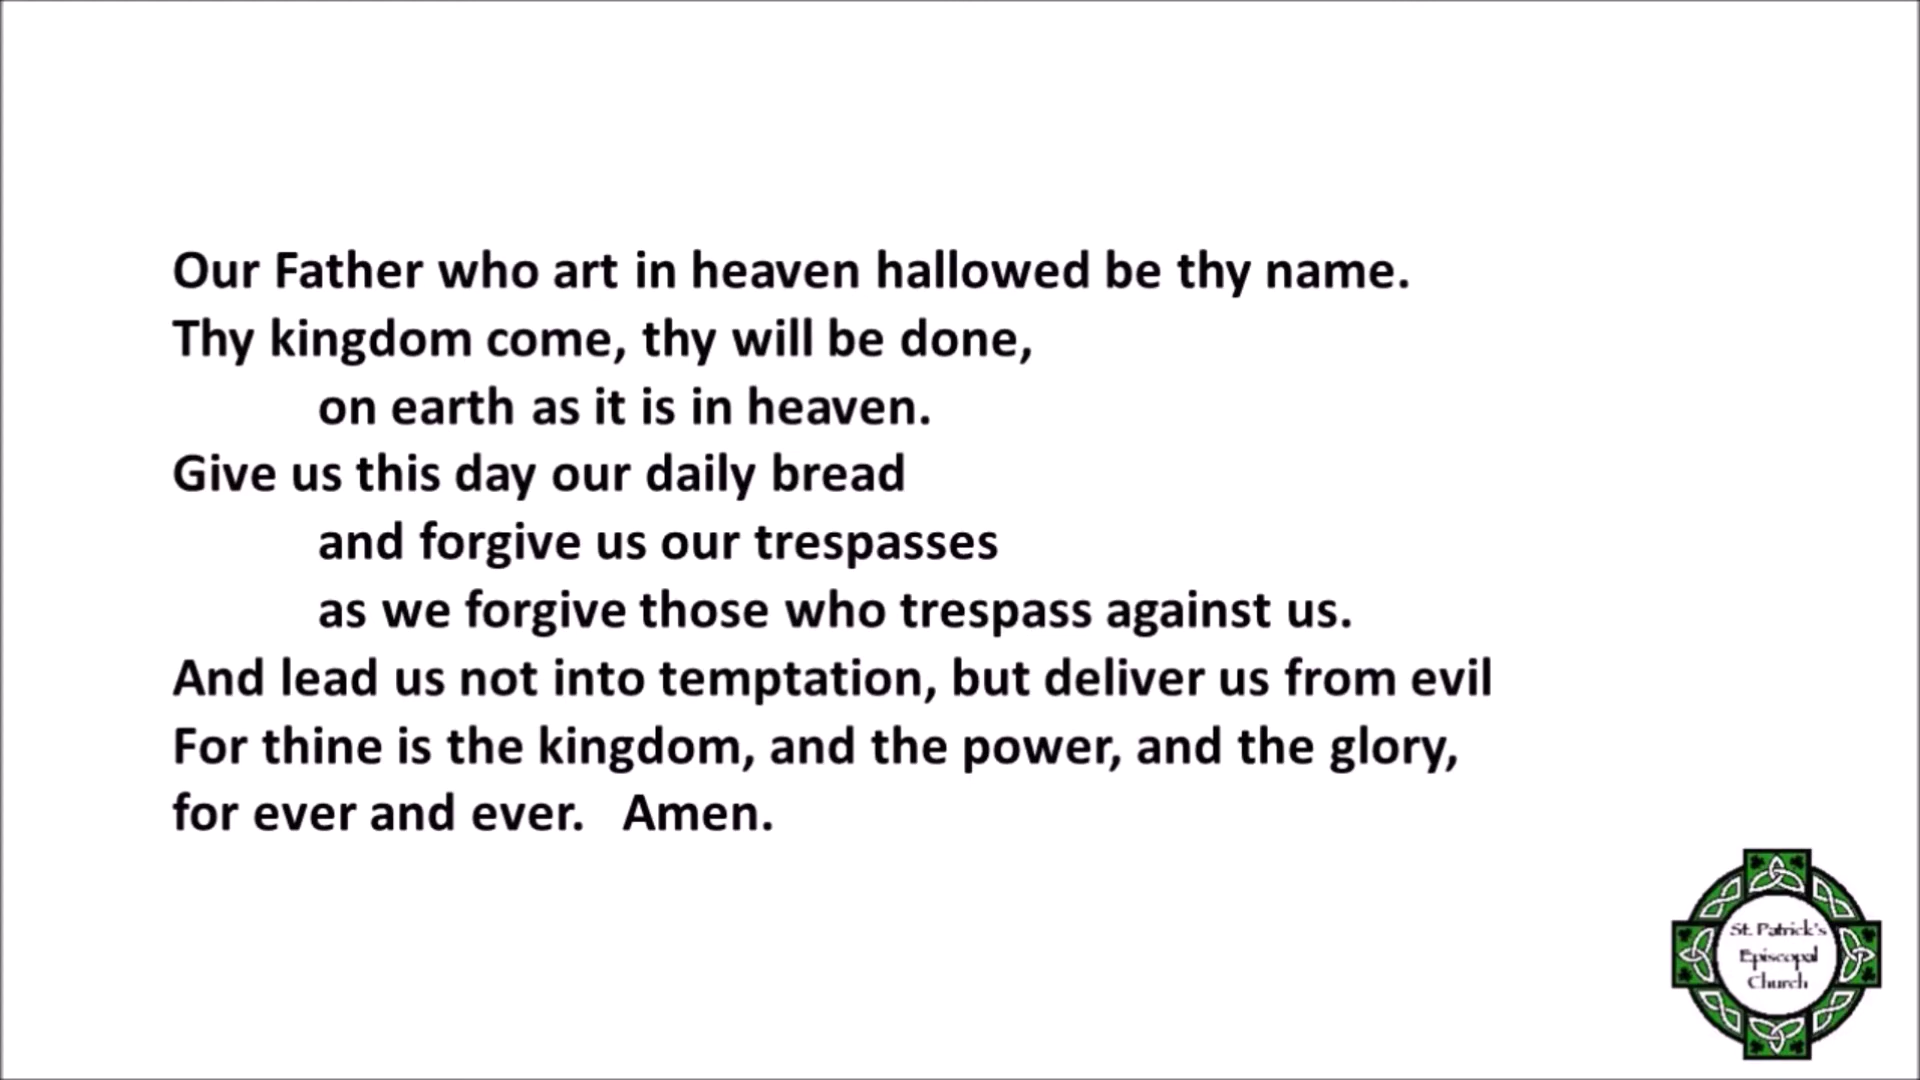 Our Father who art in heaven hallowed be thy name.
Thy kingdom come, thy will be done,
on earth as it is in heaven.
Give us this day our daily bread
and forgive us our trespasses
as we forgive those who trespass against us.
And lead us not into temptation, but deliver us from evil
For thine is the kingdom, and the power, and the glory,
for ever and ever.   Amen.
St. Patrick's
Episcopal
Church